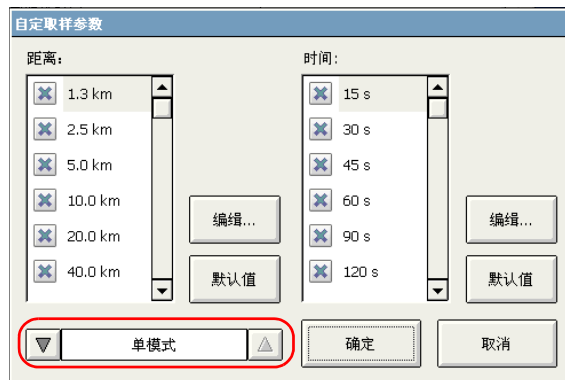 自定取样参数
距离:
时间:
1.3 km
2.5 km
5.0 km
10.0 km
20.0 km
40.0 km
编缉...
默认值
15 s
30 s
45 s
60 s
90 s
120 s
编缉...
默认值
单模式
确定
取消